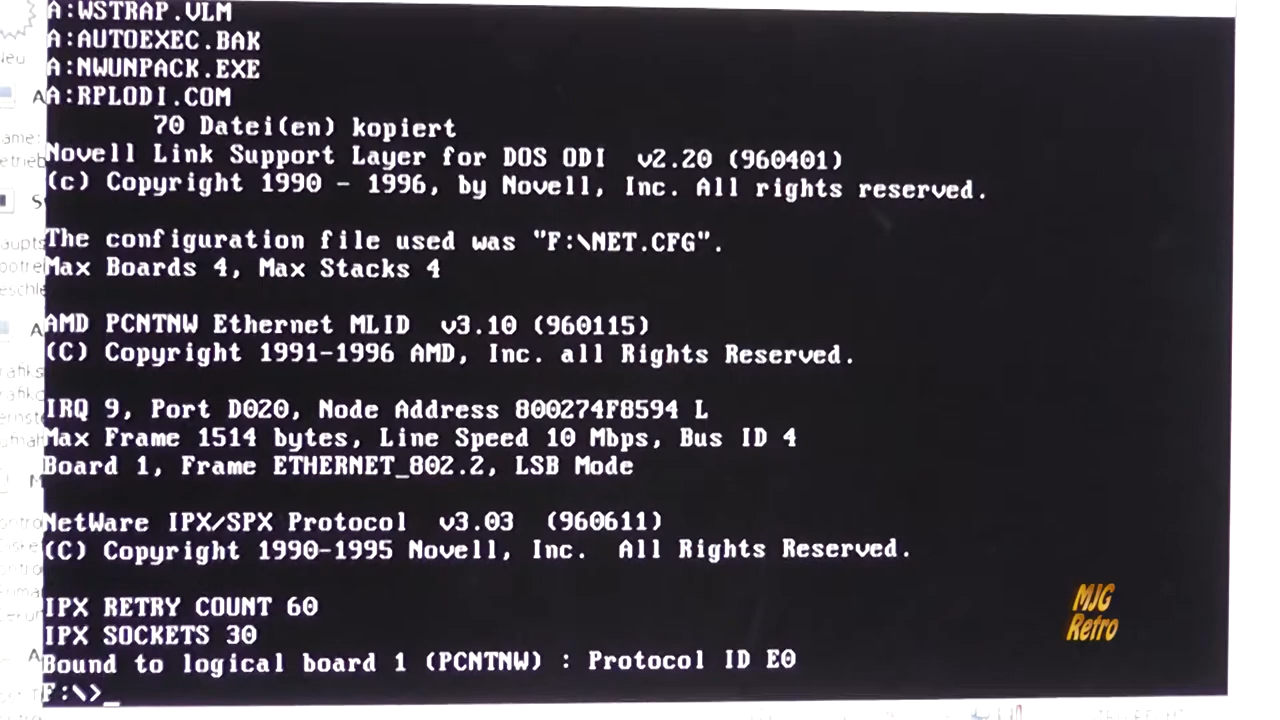 A:WSTRAP.VLM
A:AUTOEXEC.BAK
A:NWUNPACK.EXE
A:RPLODI.COM
70 Datei(en) kopiert
Novell Link Support Layer for DOS ODI v2.20 (960401)
(c) Copyright 1990 - 1996, by Novell, Inc. All rights reserved.
The configuration file used was "F:\NET.CFG".
Max Boards 4, Max Stacks 4
AMD PCNTNW Ethernet MLID v3.10 (960115)
(C) Copyright 1991-1996 AMD, Inc. all Rights Reserved.
IRQ 9, Port D020, Node Address 800274F8594 L
Max Frame 1514 bytes, Line Speed 10 Mbps, Bus ID 4
Board 1, Frame ETHERNET_802.2, LSB Mode
NetWare IPX/SPX Protocol v3.03 (960611)
(C) Copyright 1990-1995 Novell, Inc. All Rights Reserved.
IPX RETRY COUNT 60
IPX SOCKETS 30
Bound to logical board 1 (PCNTNW) : Protocol ID E0
F:\>_
MJG
Retro